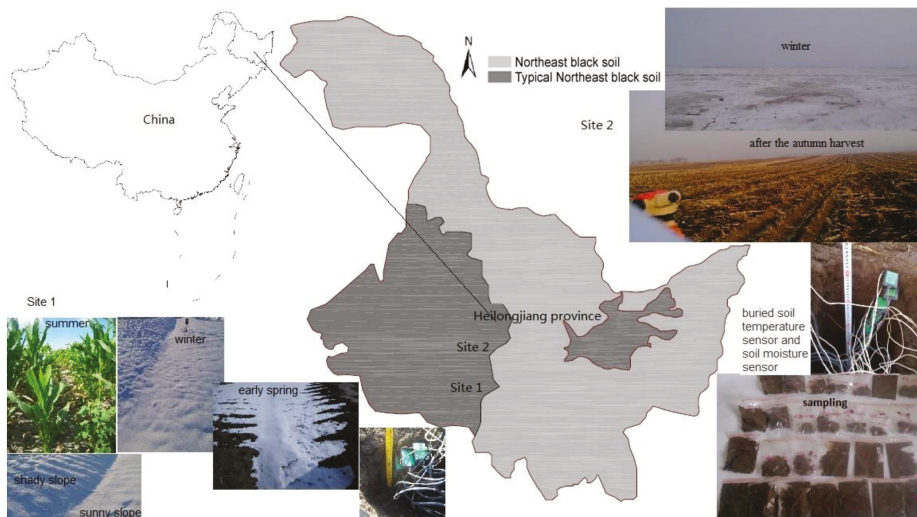 N
Northeast black soil
Typical Northeast black soil
China
Site 2
winter
after the autumn harvest
Heilongjiang province
Site 2
Site 1
Site 1
summer
winter
early spring
shady slope
sunny slope
buried soil
temperature
sensor and
soil moisture
sensor
sampling